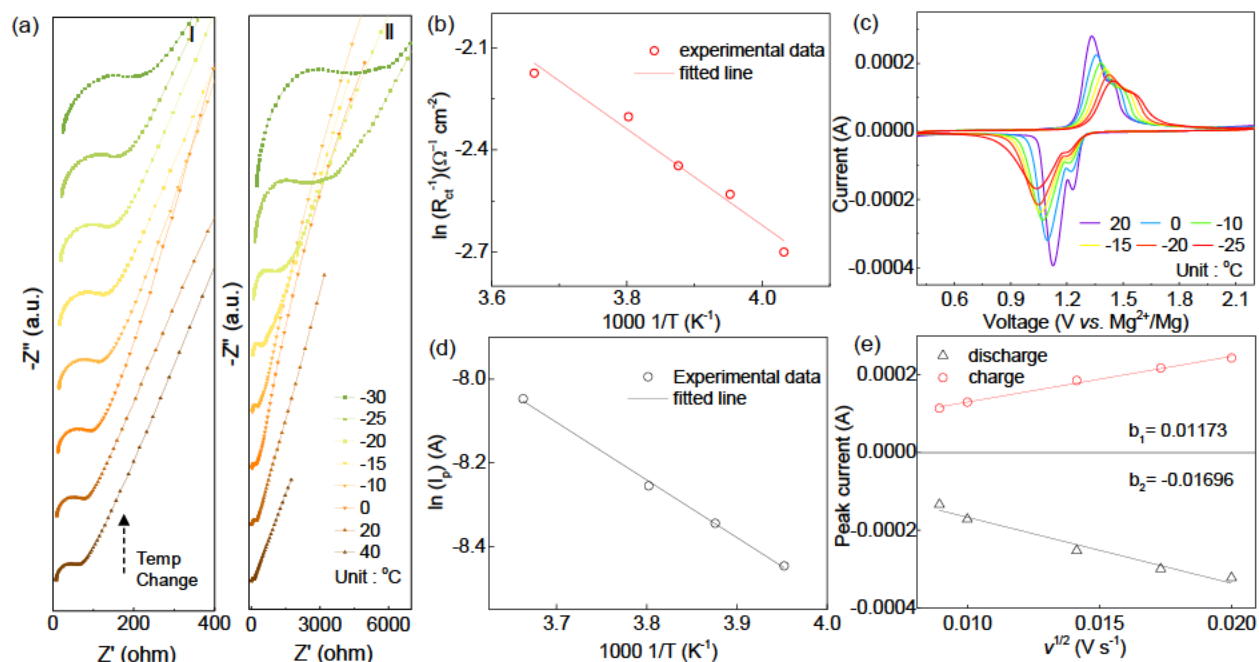 (a)
I
-Z" (a.u.)
Temp
Change
0 200 400
Z' (ohm)
II
-Z" (a.u.)
-30
-25
-20
-15
-10
0
20
40
Unit : °C
0 3000 6000
Z' (ohm)
(b)
-2.1
-2.4
-2.7
ln (Rct⁻¹)(Ω⁻¹ cm⁻²)
experimental data
fitted line
3.6 3.8 4.0
1000 1/T (K⁻¹)
(c)
0.0002
0.0000
-0.0002
-0.0004
Current (A)
20 0 -10
-15 -20 -25
Unit : °C
0.6 0.9 1.2 1.5 1.8 2.1
Voltage (V vs. Mg²⁺/Mg)
(d)
-8.0
-8.2
-8.4
ln (Iₚ) (A)
Experimental data
fitted line
3.7 3.8 3.9 4.0
1000 1/T (K⁻¹)
(e)
discharge
charge
0.0002
0.0000
-0.0002
-0.0004
Peak current (A)
b₁= 0.01173
b₂= -0.01696
0.010 0.015 0.020
v¹ᐟ² (V s⁻¹)